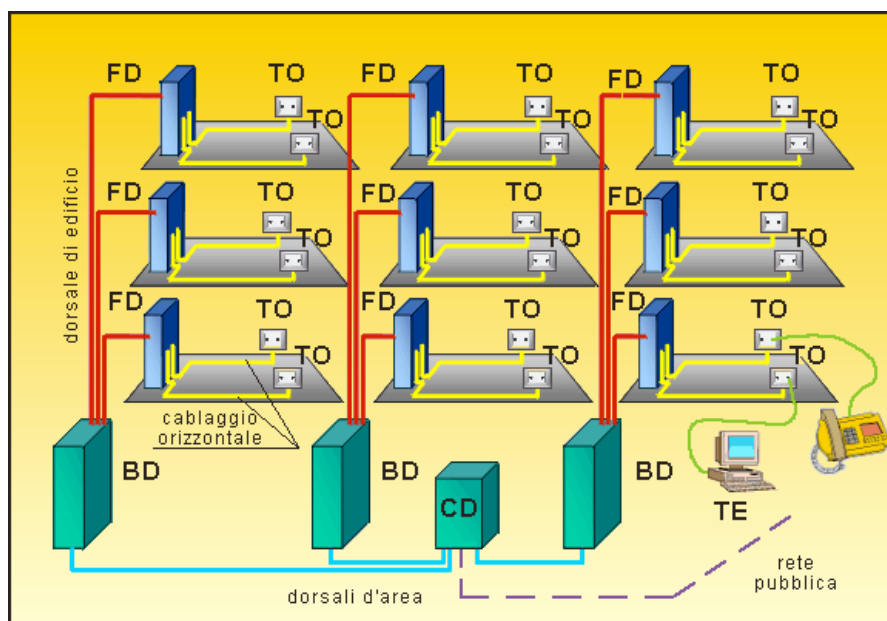 FD TO FD TO FD TO
TO TO TO
dorsale di edificio
FD TO FD TO FD TO
TO TO TO
FD TO FD TO FD TO
TO TO TO
cablaggio
orizzontale
BD BD BD
CD
TE
dorsali d'area
rete
pubblica